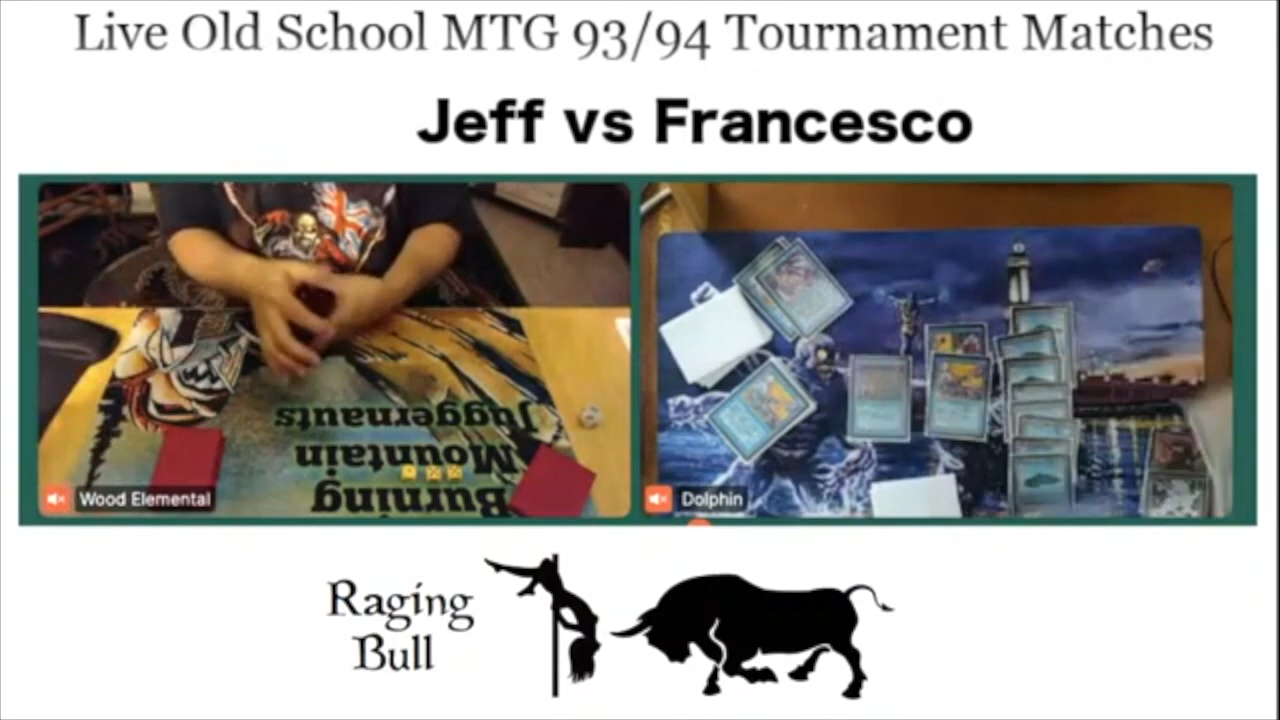 Live Old School MTG 93/94 Tournament Matches
Jeff vs Francesco
Burning
Mountain
Juggernauts
Wood Elemental
Dolphin
Raging
Bull